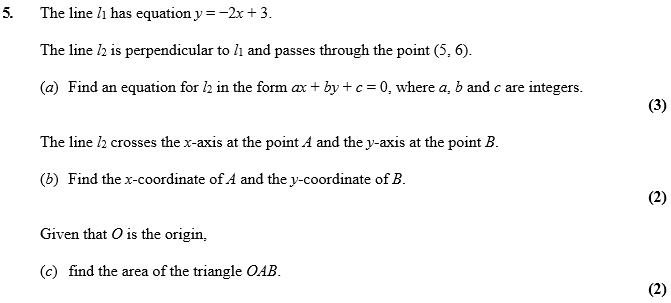 5. The line l₁ has equation y = −2x + 3.
The line l₂ is perpendicular to l₁ and passes through the point (5, 6).
(a) Find an equation for l₂ in the form ax + by + c = 0, where a, b and c are integers.
(3)
The line l₂ crosses the x-axis at the point A and the y-axis at the point B.
(b) Find the x-coordinate of A and the y-coordinate of B.
(2)
Given that O is the origin,
(c) find the area of the triangle OAB.
(2)